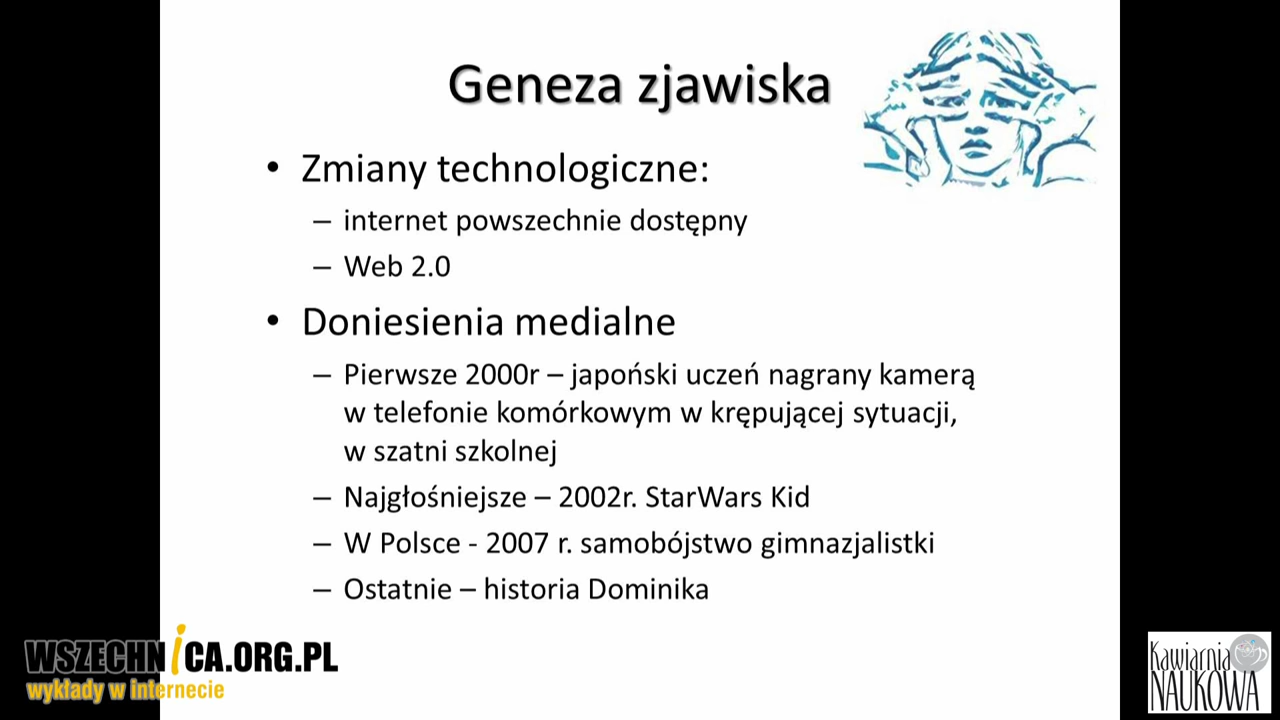 Geneza zjawiska
• Zmiany technologiczne:
– internet powszechnie dostępny
– Web 2.0
• Doniesienia medialne
– Pierwsze 2000r – japoński uczeń nagrany kamerą
w telefonie komórkowym w krępującej sytuacji,
w szatni szkolnej
– Najgłośniejsze – 2002r. StarWars Kid
– W Polsce - 2007 r. samobójstwo gimnazjalistki
– Ostatnie – historia Dominika
WSZECHNiCA.ORG.PL
wykłady w internecie
Kawiarnia
NAUKOWA